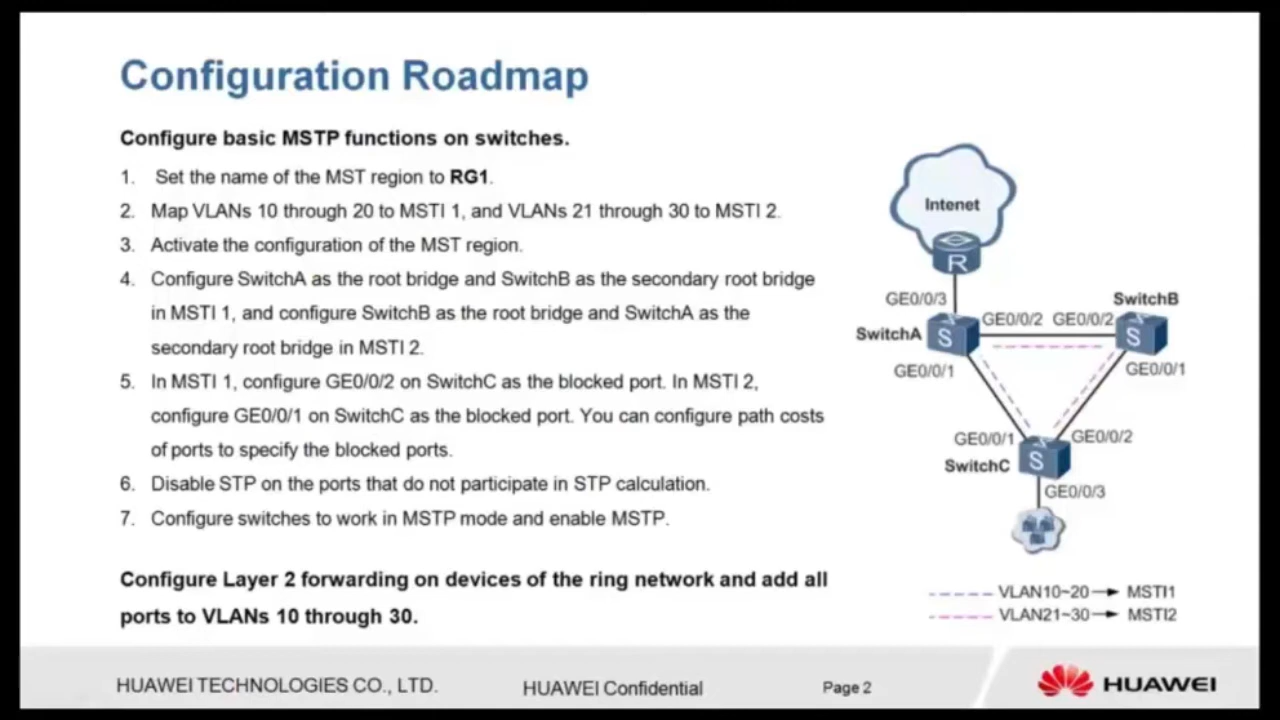 Configuration Roadmap
Configure basic MSTP functions on switches.
1. Set the name of the MST region to RG1.
2. Map VLANs 10 through 20 to MSTI 1, and VLANs 21 through 30 to MSTI 2.
3. Activate the configuration of the MST region.
4. Configure SwitchA as the root bridge and SwitchB as the secondary root bridge
in MSTI 1, and configure SwitchB as the root bridge and SwitchA as the
secondary root bridge in MSTI 2.
5. In MSTI 1, configure GE0/0/2 on SwitchC as the blocked port. In MSTI 2,
configure GE0/0/1 on SwitchC as the blocked port. You can configure path costs
of ports to specify the blocked ports.
6. Disable STP on the ports that do not participate in STP calculation.
7. Configure switches to work in MSTP mode and enable MSTP.
Configure Layer 2 forwarding on devices of the ring network and add all
ports to VLANs 10 through 30.
Intenet
R
GE0/0/3
SwitchB
SwitchA
S
GE0/0/2
GE0/0/2
S
GE0/0/1
GE0/0/1
GE0/0/1
GE0/0/2
SwitchC
S
GE0/0/3
VLAN10~20 MSTI1
VLAN21~30 MSTI2
HUAWEI TECHNOLOGIES CO., LTD.
HUAWEI Confidential
Page 2
HUAWEI